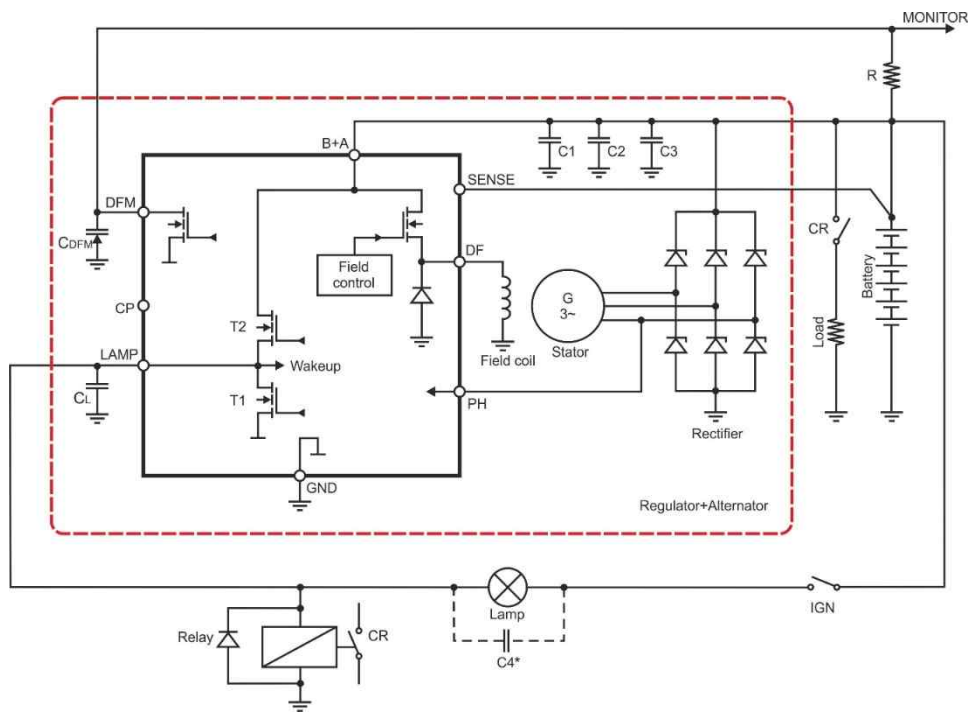 MONITOR
R
B+A
C1
C2
C3
SENSE
DFM
CDFM
CR
DF
Field control
G
3~
Battery
CP
Load
T2
Stator
Field coil
LAMP
Wakeup
CL
T1
PH
Rectifier
GND
Regulator+Alternator
Lamp
IGN
Relay
CR
C4*